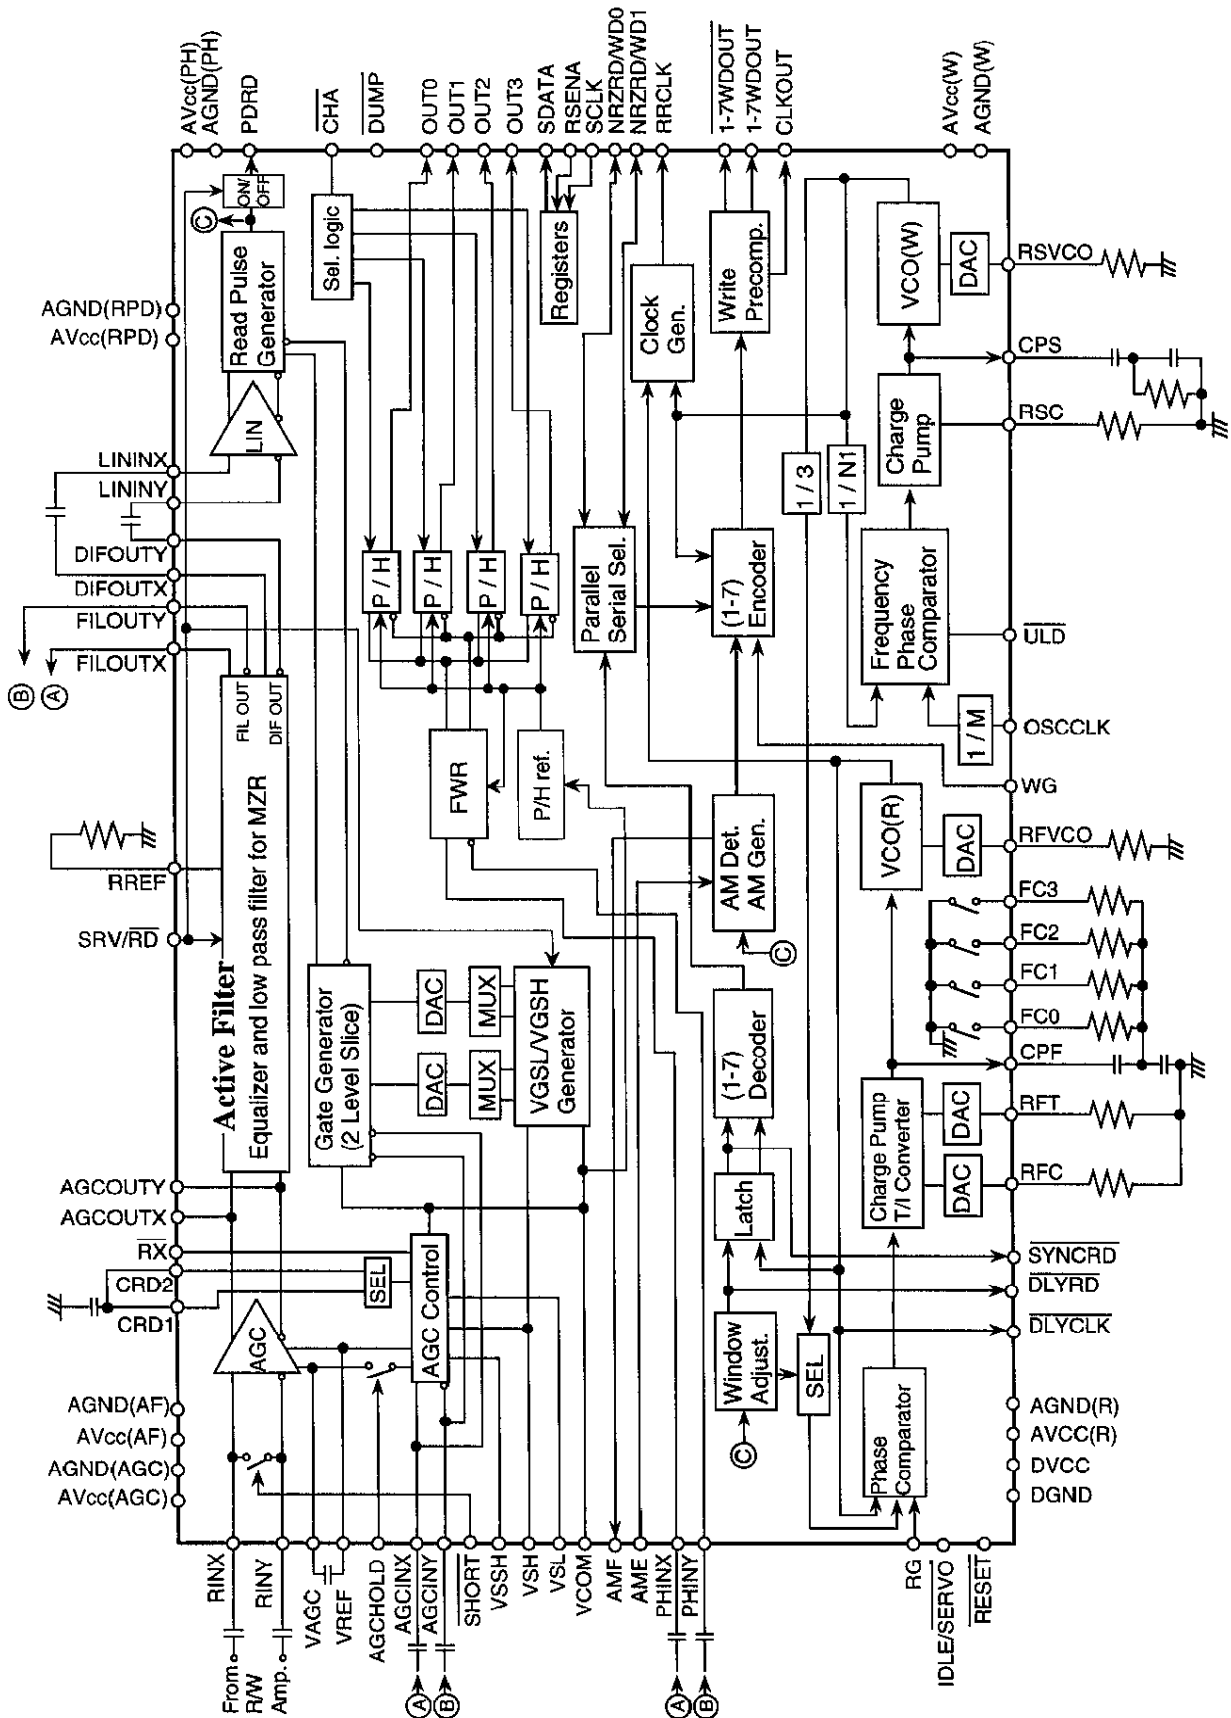 AVcc(PH)
AGND(PH)
PDRD
CHA
DUMP
OUT0
OUT1
OUT2
OUT3
SDATA
RSENA
SCLK
NRZRD/WD0
NRZRD/WD1
RRCLK
1-7WDOUT
1-7WDOUT
CLKOUT
AVcc(W)
AGND(W)
AGND(RPD)
AVcc(RPD)
LININX
LININY
DIFOUTY
DIFOUTX
FILOUTY
FILOUTX
B
A
RREF
SRV/RD
AGCOUTY
AGCOUTX
RX
CRD2
CRD1
AGND(AF)
AVcc(AF)
AGND(AGC)
AVcc(AGC)
ON/
OFF
C
Read Pulse
Generator
LIN
FIL OUT
DIF OUT
Active Filter
Equalizer and low pass filter for MZR
AGC
Sel. logic
P / H
P / H
P / H
P / H
FWR
P/H ref.
Gate Generator
(2 Level Slice)
DAC
DAC
MUX
MUX
VGSL/VGSH
Generator
SEL
AGC Control
Registers
Clock
Gen.
Write
Precomp.
Parallel
Serial Sel.
(1-7)
Encoder
AM Det.
AM Gen.
C
(1-7)
Decoder
Latch
Window
Adjust.
C
SEL
1 / 3
1 / N1
VCO(W)
DAC
Charge
Pump
Frequency
Phase
Comparator
1 / M
VCO(R)
DAC
Charge Pump
T/I Converter
DAC
DAC
Phase
Comparator
RSVCO
CPS
RSC
ULD
OSCCLK
WG
RFVCO
FC3
FC2
FC1
FC0
CPF
RFT
RFC
SYNCRD
DLYRD
DLYCLK
AGND(R)
AVCC(R)
DVCC
DGND
From
R/W
Amp.
RINX
RINY
VAGC
VREF
AGCHOLD
AGCINX
AGCINY
SHORT
VSSH
VSH
VSL
VCOM
AMF
AME
PHINX
PHINY
RG
IDLE/SERVO
RESET
A
B
A
B